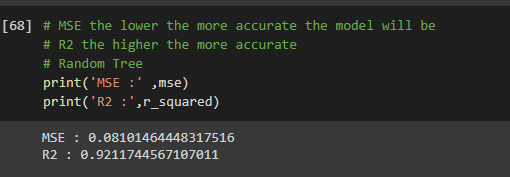 [68] # MSE the lower the more accurate the model will be
# R2 the higher the more accurate
# Random Tree
print('MSE :' ,mse)
print('R2 :',r_squared)
MSE : 0.08101464448317516
R2 : 0.9211744567107011